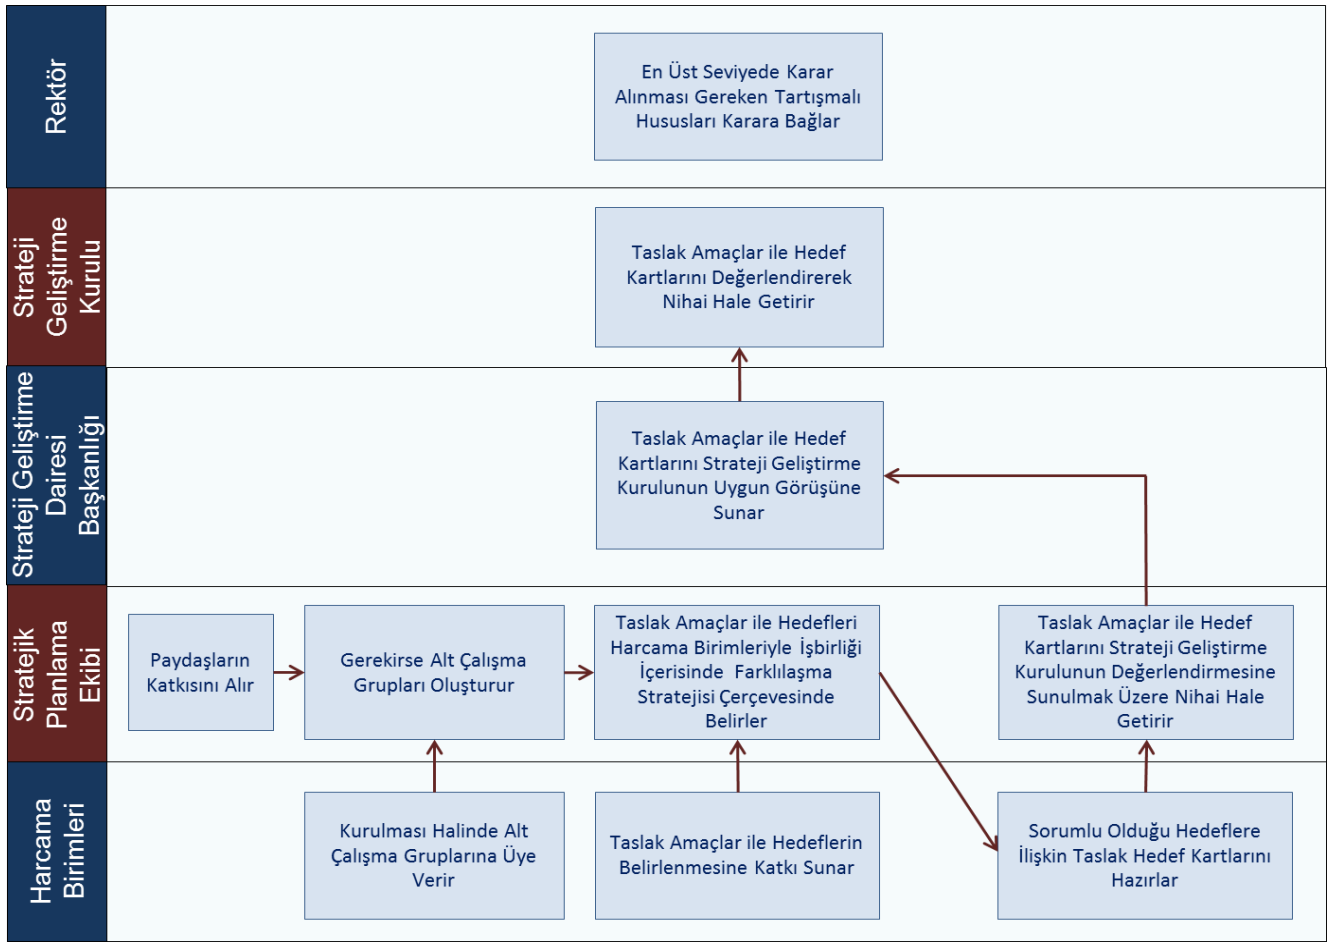 Rektör
En Üst Seviyede Karar
Alınması Gereken Tartışmalı
Hususları Karara Bağlar
Strateji
Geliştirme
Kurulu
Taslak Amaçlar ile Hedef
Kartlarını Değerlendirerek
Nihai Hale Getirir
Strateji Geliştirme
Dairesi
Başkanlığı
Taslak Amaçlar ile Hedef
Kartlarını Strateji Geliştirme
Kurulunun Uygun Görüşüne
Sunar
Stratejik
Planlama
Ekibi
Paydaşların
Katkısını Alır
Gerekirse Alt Çalışma
Grupları Oluşturur
Taslak Amaçlar ile Hedefleri
Harcama Birimleriyle İşbirliği
İçerisinde Farklılaşma
Stratejisi Çerçevesinde
Belirler
Taslak Amaçlar ile Hedef
Kartlarını Strateji Geliştirme
Kurulunun Değerlendirmesine
Sunulmak Üzere Nihai Hale
Getirir
Harcama
Birimleri
Kurulması Halinde Alt
Çalışma Gruplarına Üye
Verir
Taslak Amaçlar ile Hedeflerin
Belirlenmesine Katkı Sunar
Sorumlu Olduğu Hedeflere
İlişkin Taslak Hedef Kartlarını
Hazırlar